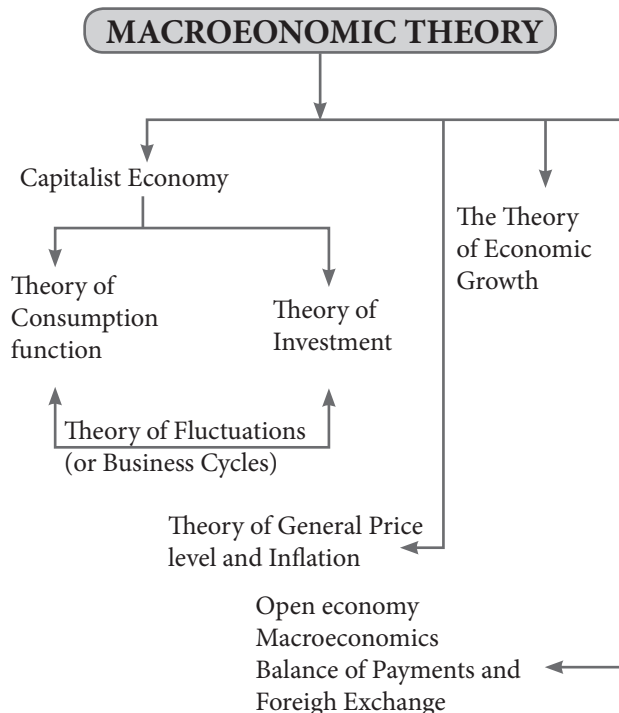 MACROEONOMIC THEORY
Capitalist Economy
The Theory
of Economic
Growth
Theory of
Consumption
function
Theory of
Investment
Theory of Fluctuations
(or Business Cycles)
Theory of General Price
level and Inflation
Open economy
Macroeconomics
Balance of Payments and
Foreigh Exchange